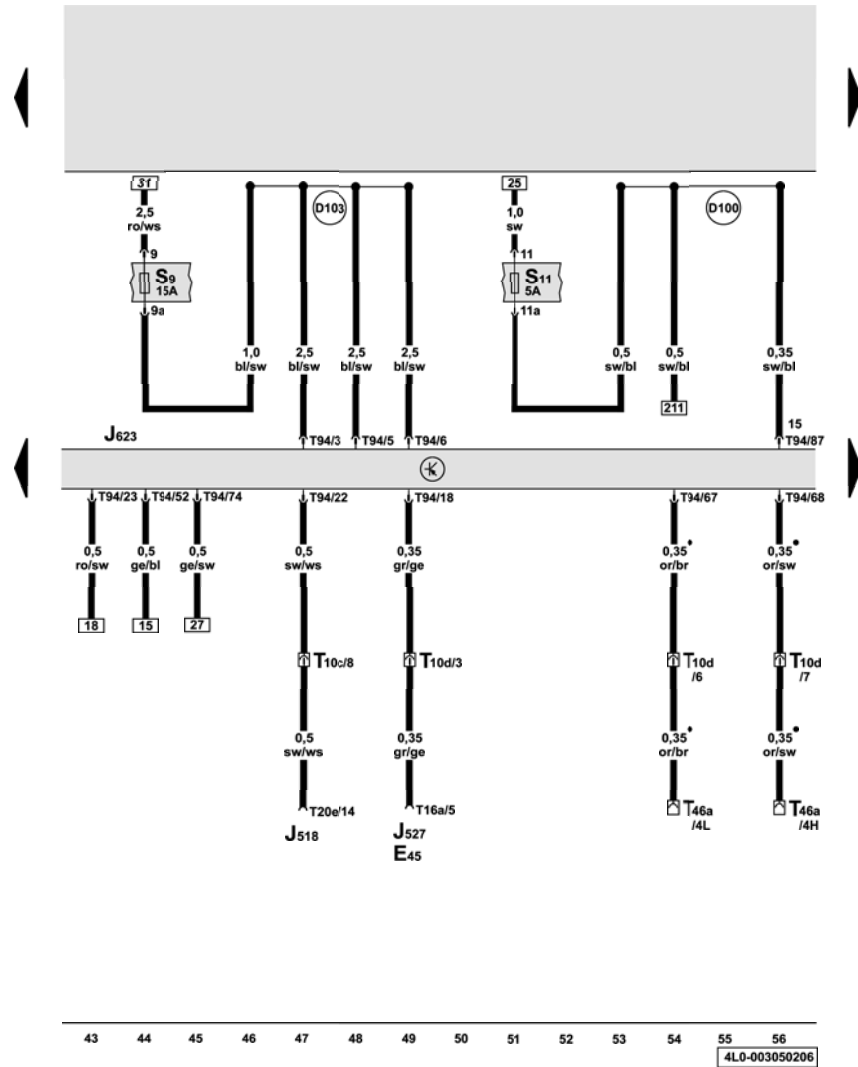 31
25
2,5
ro/ws
D103
1,0
sw
D100
9
S9
15A
9a
11
S11
5A
11a
1,0
bl/sw
2,5
bl/sw
2,5
bl/sw
2,5
bl/sw
0,5
sw/bl
0,5
sw/bl
0,35
sw/bl
211
15
J623
T94/3
T94/5
T94/6
T94/87
T94/23
T94/52
T94/74
T94/22
T94/18
T94/67
T94/68
0,5
ro/sw
0,5
ge/bl
0,5
ge/sw
0,5
sw/ws
0,35
gr/ge
0,35
or/br
0,35
or/sw
18
15
27
T10c/8
T10d/3
T10d
/6
T10d
/7
0,5
sw/ws
0,35
gr/ge
0,35
or/br
0,35
or/sw
T20e/14
T16a/5
T46a
/4L
T46a
/4H
J518
J527
E45
43 44 45 46 47 48 49 50 51 52 53 54 55 56
4L0-003050206